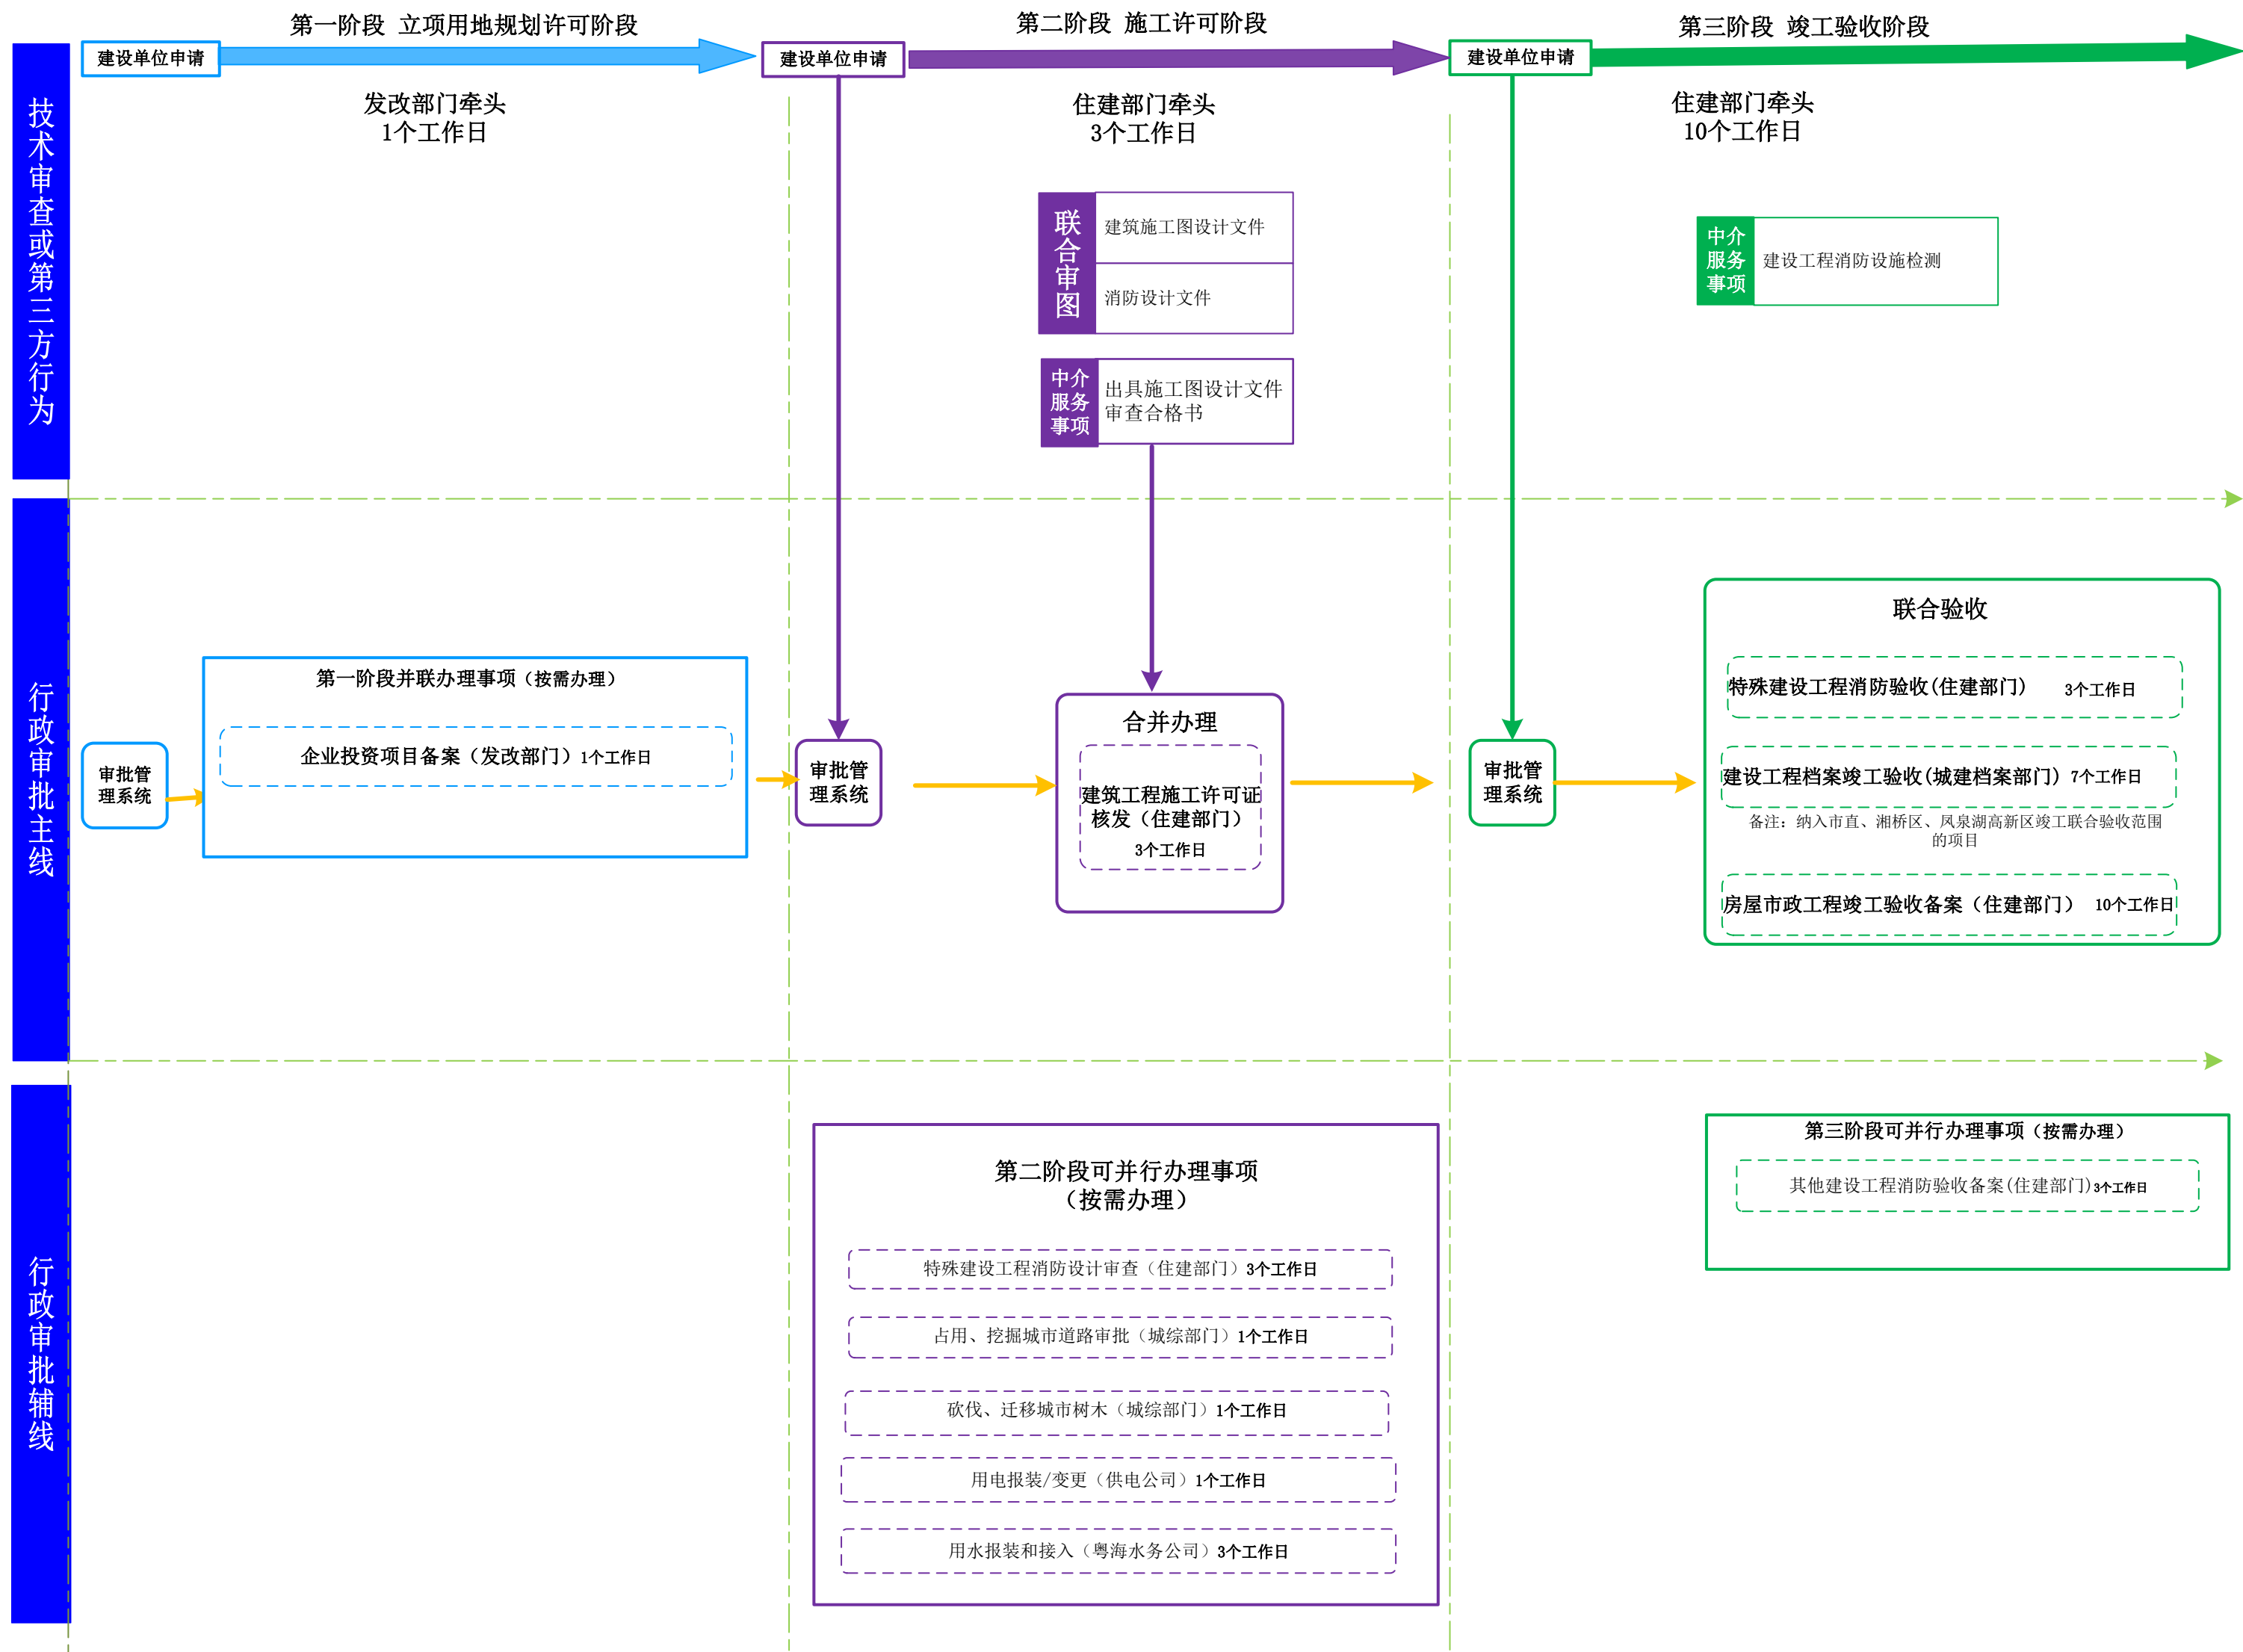 第一阶段 立项用地规划许可阶段
第二阶段 施工许可阶段
第三阶段 竣工验收阶段
建设单位申请
建设单位申请
建设单位申请
发改部门牵头
1个工作日
住建部门牵头
3个工作日
住建部门牵头
10个工作日
技术审查或第三方行为
联合审图
建筑施工图设计文件
消防设计文件
中介
服务
事项
出具施工图设计文件
审查合格书
中介
服务
事项
建设工程消防设施检测
行政审批主线
审批管
理系统
第一阶段并联办理事项（按需办理）
企业投资项目备案（发改部门）1个工作日
审批管
理系统
合并办理
建筑工程施工许可证
核发（住建部门）
3个工作日
审批管
理系统
联合验收
特殊建设工程消防验收(住建部门) 3个工作日
建设工程档案竣工验收(城建档案部门) 7个工作日
备注：纳入市直、湘桥区、凤泉湖高新区竣工联合验收范围
的项目
房屋市政工程竣工验收备案（住建部门） 10个工作日
行政审批辅线
第二阶段可并行办理事项
（按需办理）
特殊建设工程消防设计审查（住建部门）3个工作日
占用、挖掘城市道路审批（城综部门）1个工作日
砍伐、迁移城市树木（城综部门）1个工作日
用电报装/变更（供电公司）1个工作日
用水报装和接入（粤海水务公司）3个工作日
第三阶段可并行办理事项（按需办理）
其他建设工程消防验收备案(住建部门)3个工作日